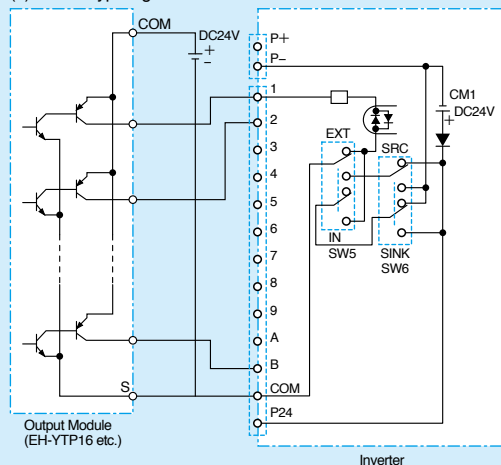 COM
DC24V
+
-
P+
P-
1
2
3
4
5
6
7
8
9
A
B
COM
P24
CM1
DC24V
+
EXT
SRC
IN
SW5
SINK
SW6
S
Output Module
(EH-YTP16 etc.)
Inverter